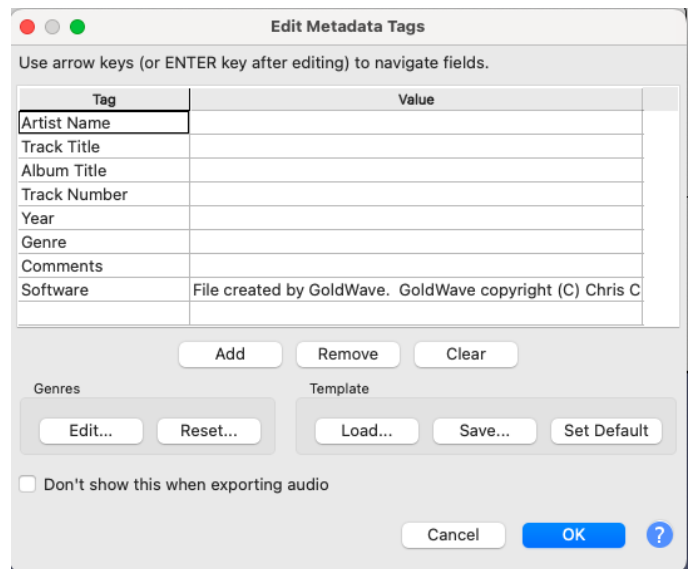 Edit Metadata Tags
Use arrow keys (or ENTER key after editing) to navigate fields.
Tag Value
Artist Name
Track Title
Album Title
Track Number
Year
Genre
Comments
Software File created by GoldWave.  GoldWave copyright (C) Chris C
Add Remove Clear
Genres Template
Edit... Reset... Load... Save... Set Default
Don't show this when exporting audio
Cancel OK ?